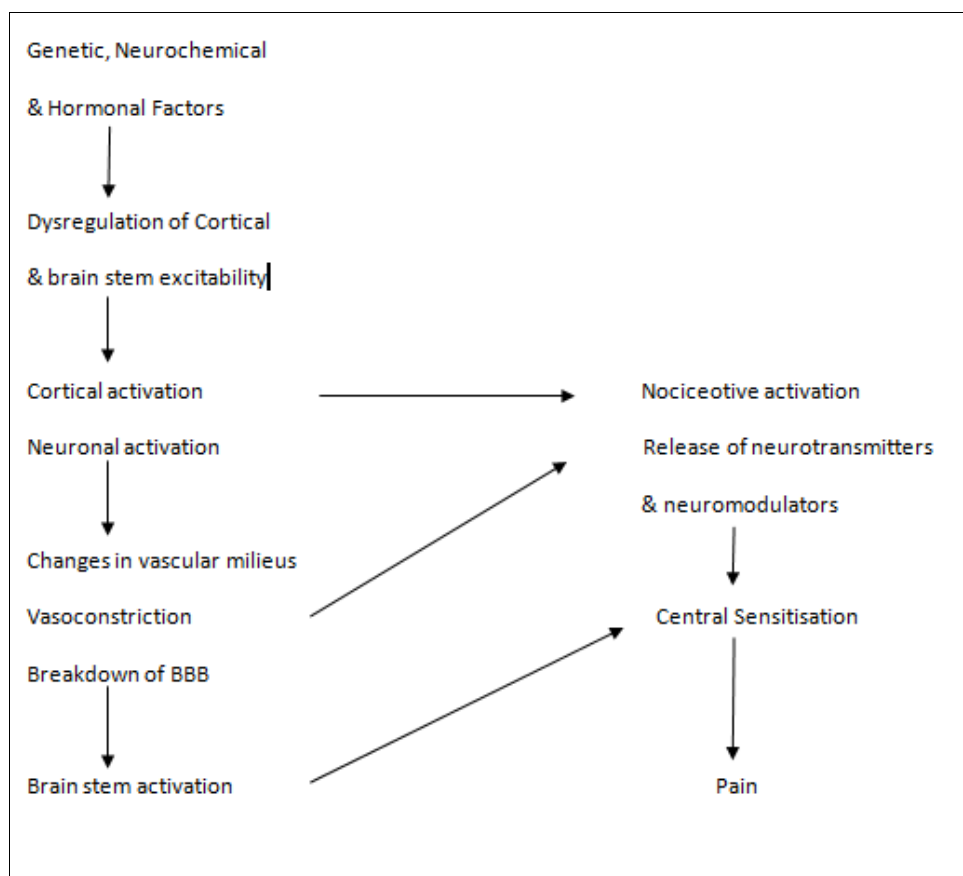 Genetic, Neurochemical
& Hormonal Factors
Dysregulation of Cortical
& brain stem excitability
Cortical activation
Nociceotive activation
Neuronal activation
Release of neurotransmitters
& neuromodulators
Changes in vascular milieus
Vasoconstriction
Central Sensitisation
Breakdown of BBB
Brain stem activation
Pain